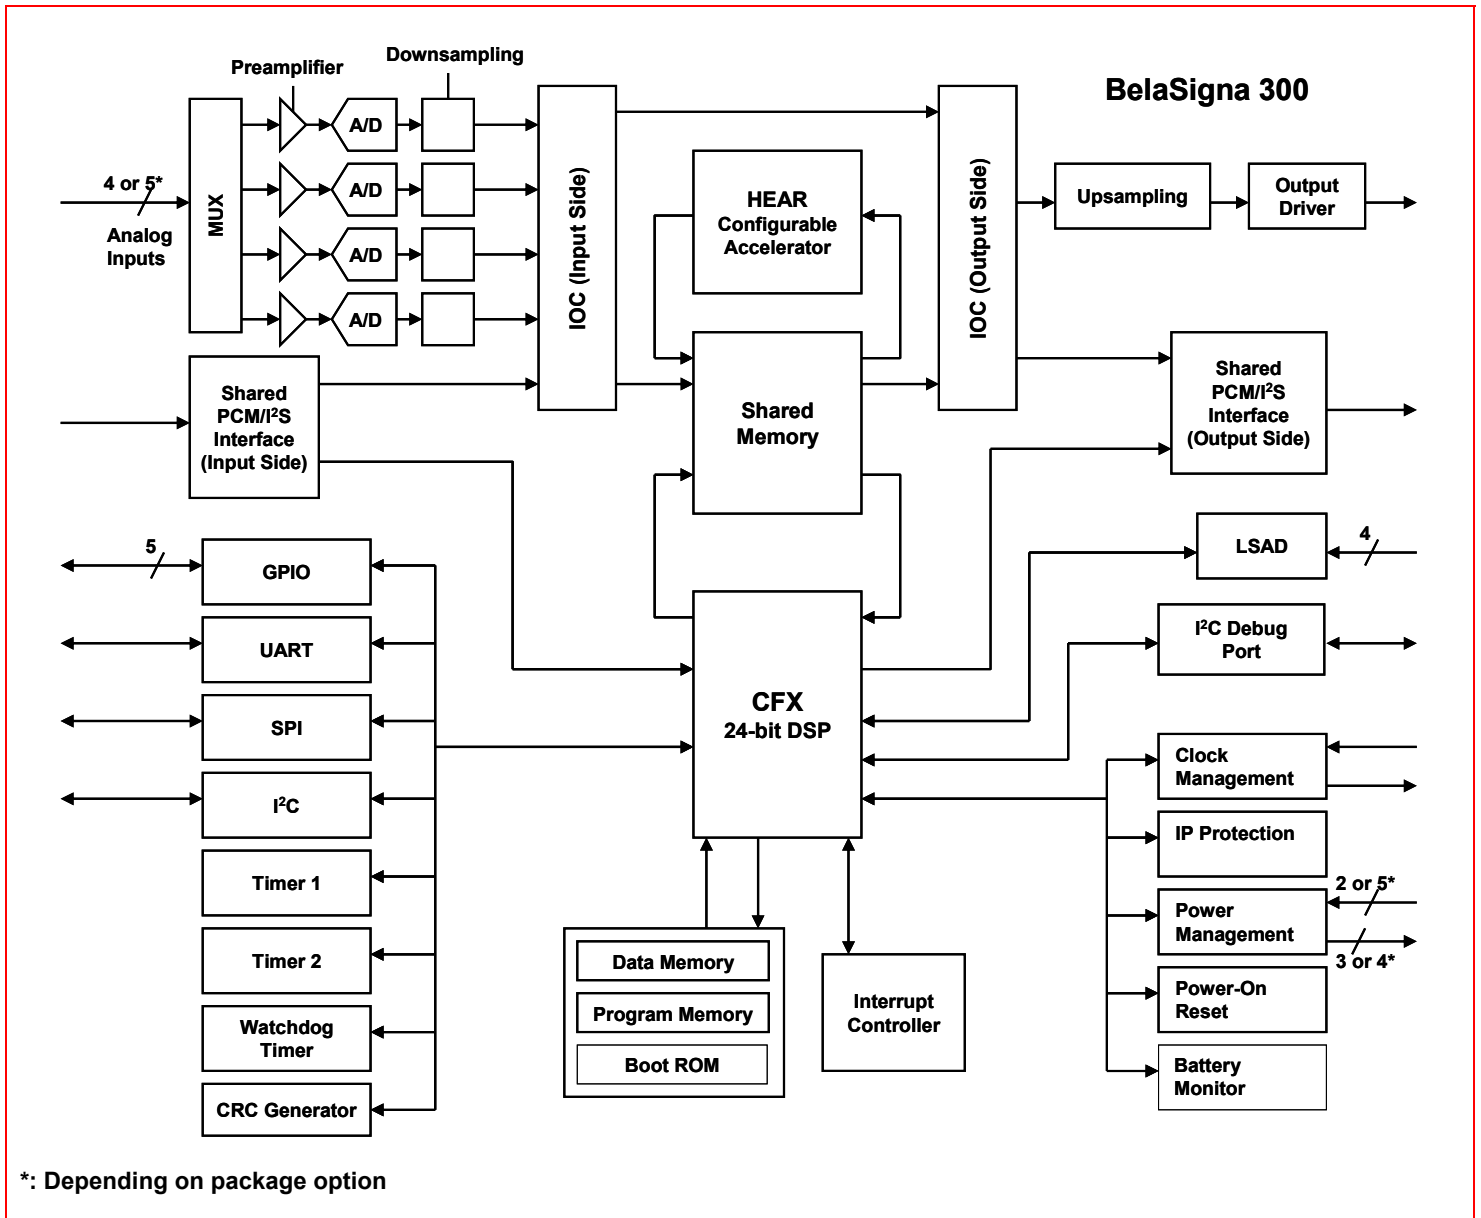 Downsampling
Preamplifier
BelaSigna 300
A/D
A/D
A/D
A/D
4 or 5*
Analog
Inputs
MUX
IOC (Input Side)
HEAR
Configurable
Accelerator
IOC (Output Side)
Upsampling
Output
Driver
Shared
PCM/I²S
Interface
(Input Side)
Shared
Memory
Shared
PCM/I²S
Interface
(Output Side)
5
GPIO
UART
SPI
I²C
Timer 1
Timer 2
Watchdog
Timer
CRC Generator
CFX
24-bit DSP
Data Memory
Program Memory
Boot ROM
Interrupt
Controller
LSAD
4
I²C Debug
Port
Clock
Management
IP Protection
2 or 5*
Power
Management
3 or 4*
Power-On
Reset
Battery
Monitor
*: Depending on package option